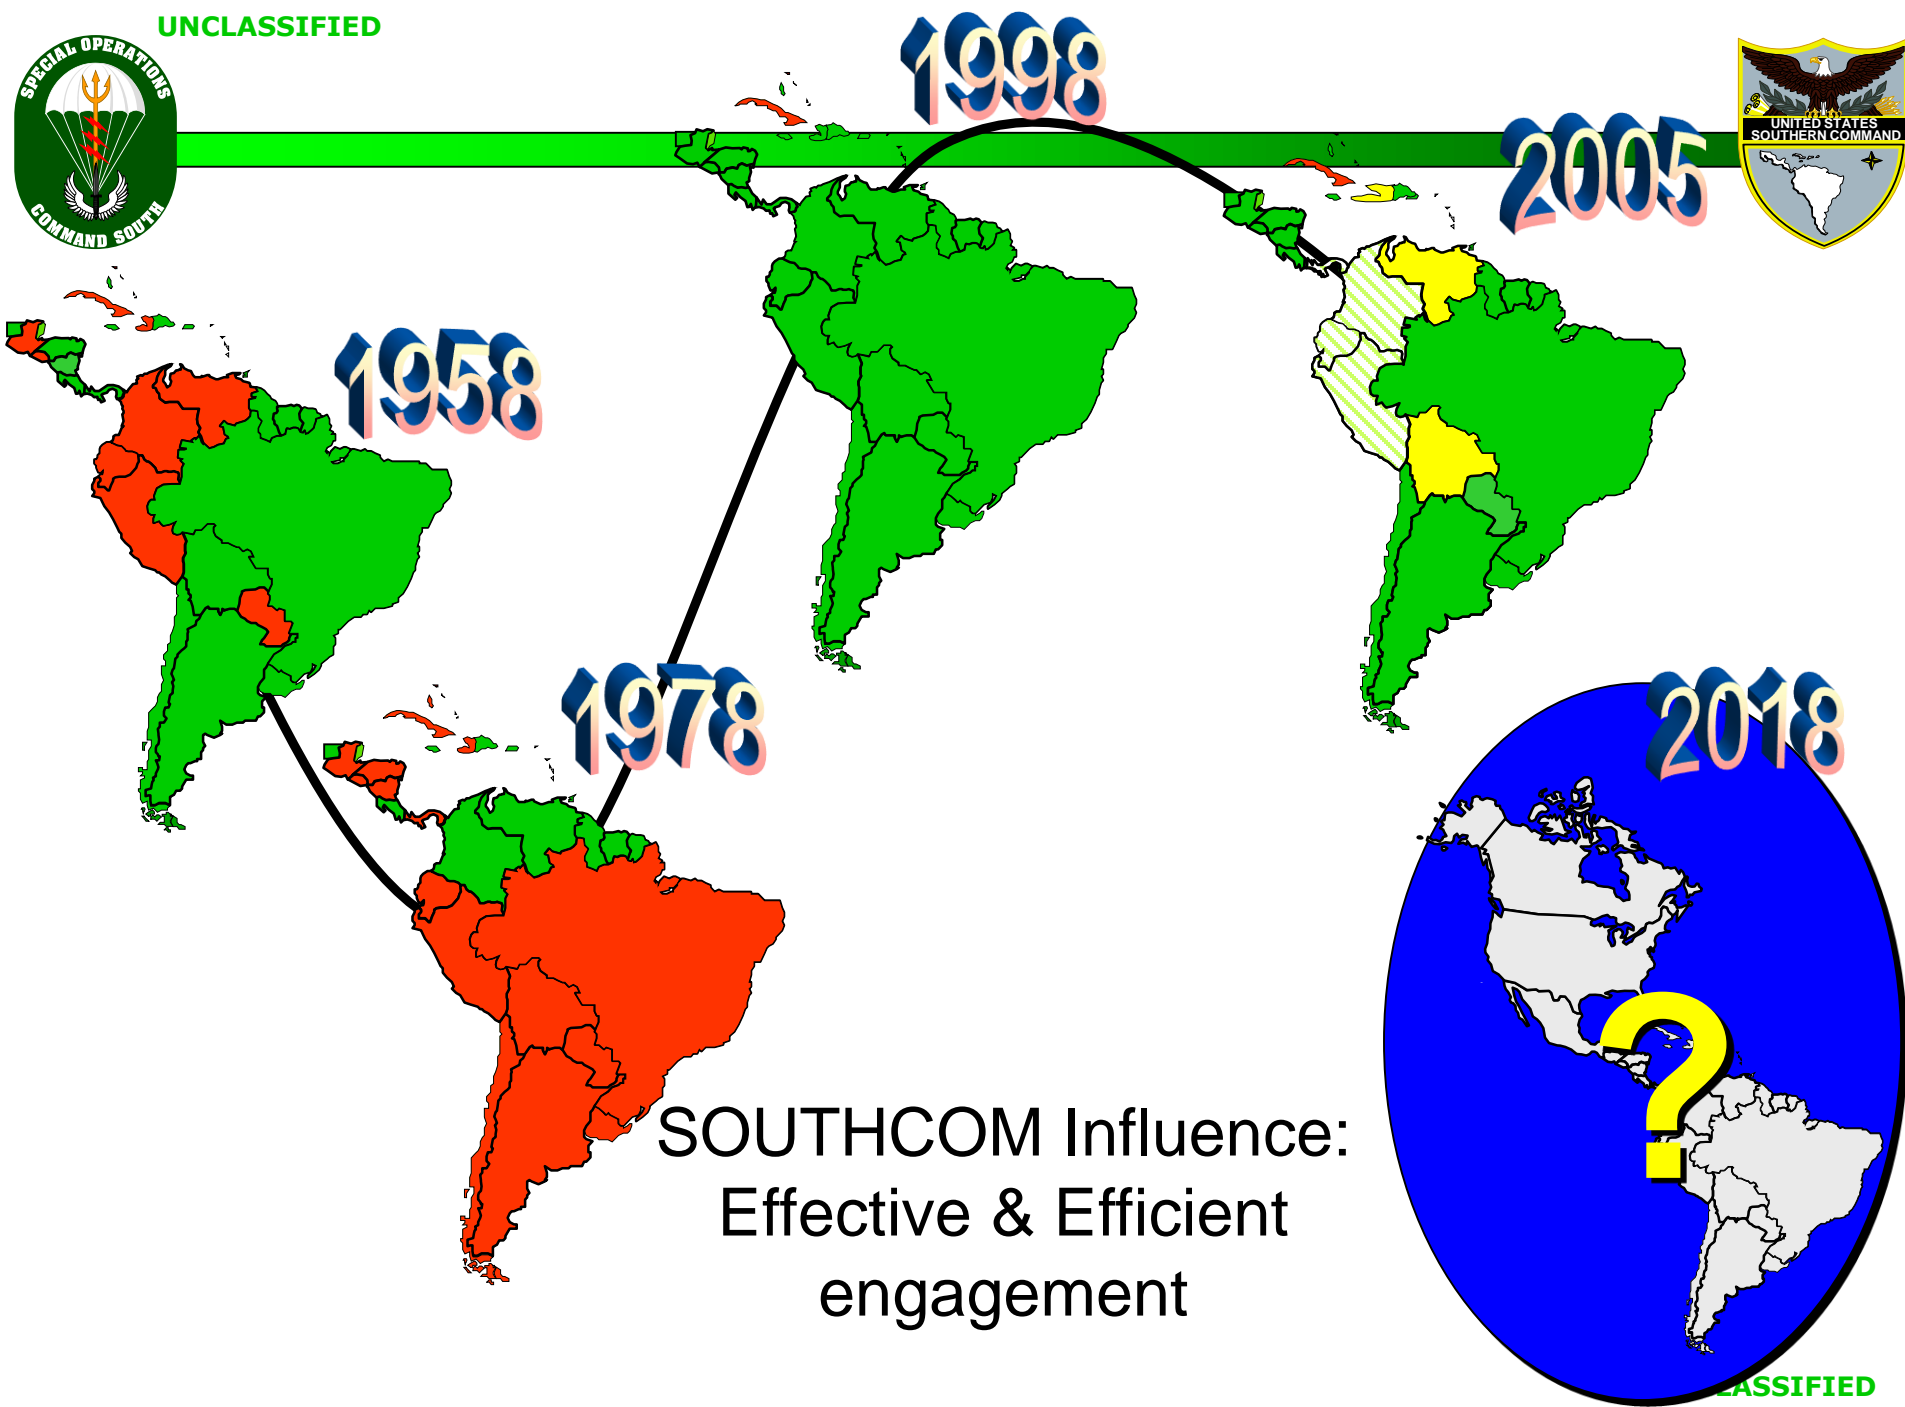 UNCLASSIFIED
SPECIAL OPERATIONS
COMMAND SOUTH
1998
2005
UNITED STATES
SOUTHERN COMMAND
1958
1978
2018
?
SOUTHCOM Influence:
Effective & Efficient
engagement
LASSIFIED